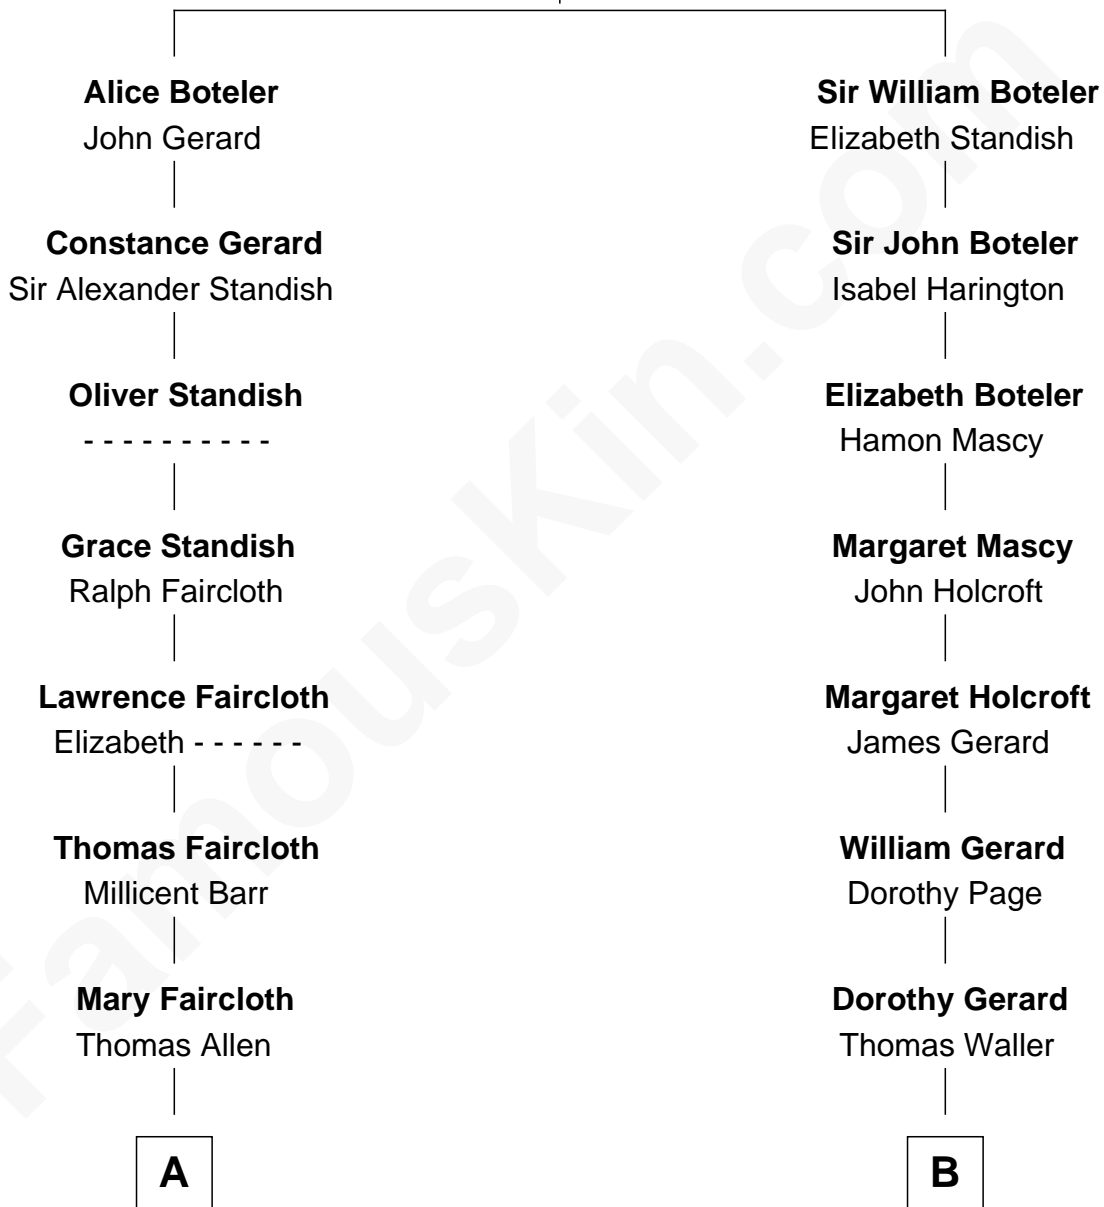 Alice Boteler
John Gerard
Constance Gerard
Sir Alexander Standish
Oliver Standish
- - - - - - - - - -
Grace Standish
Ralph Faircloth
Lawrence Faircloth
Elizabeth - - - - - -
Thomas Faircloth
Millicent Barr
Mary Faircloth
Thomas Allen
A
Sir William Boteler
Elizabeth Standish
Sir John Boteler
Isabel Harington
Elizabeth Boteler
Hamon Mascy
Margaret Mascy
John Holcroft
Margaret Holcroft
James Gerard
William Gerard
Dorothy Page
Dorothy Gerard
Thomas Waller
B
FamousKin.com